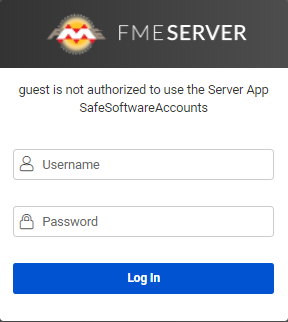 FMESERVER
guest is not authorized to use the Server App
SafeSoftwareAccounts
Username
Password
Log In